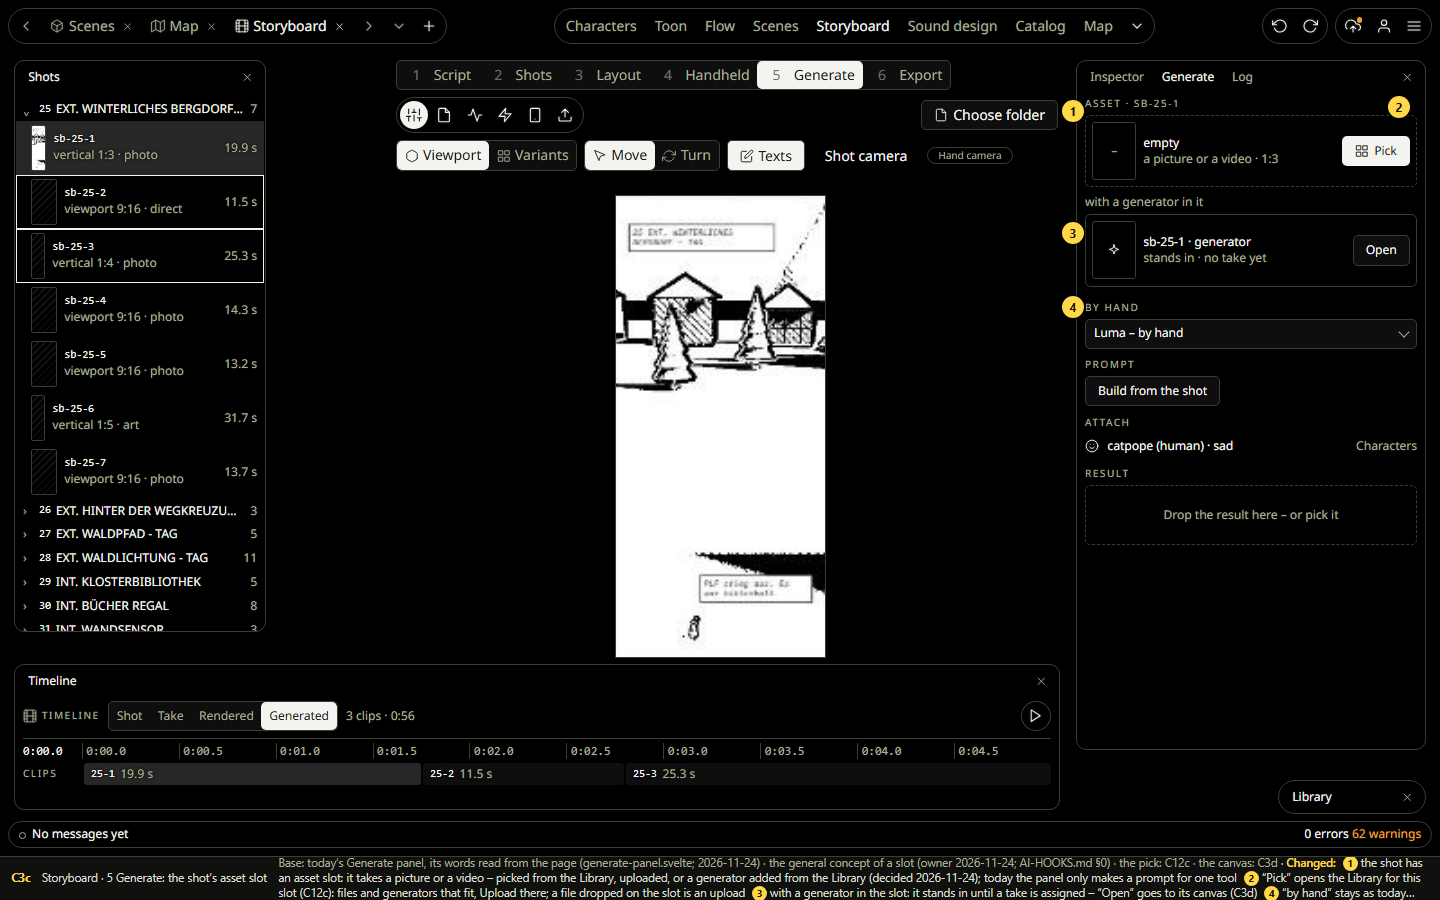 Scenes
Map
Storyboard
Characters Toon Flow Scenes Storyboard Sound design Catalog Map
Shots
25 EXT. WINTERLICHES BERGDORF... 7
sb-25-1
vertical 1:3 · photo 19.9 s
sb-25-2
viewport 9:16 · direct 11.5 s
sb-25-3
vertical 1:4 · photo 25.3 s
sb-25-4
viewport 9:16 · photo 14.3 s
sb-25-5
viewport 9:16 · photo 13.2 s
sb-25-6
vertical 1:5 · art 31.7 s
sb-25-7
viewport 9:16 · photo 13.7 s
26 EXT. HINTER DER WEGKREUZU... 3
27 EXT. WALDPFAD - TAG 5
28 EXT. WALDLICHTUNG - TAG 11
29 INT. KLOSTERBIBLIOTHEK 5
30 INT. BÜCHER REGAL 8
31 INT. WANDSENSOR 3
1 Script 2 Shots 3 Layout 4 Handheld 5 Generate 6 Export
Choose folder
Viewport Variants Move Turn Texts Shot camera Hand camera
25 EXT. WINTERLICHES
BERGDORF - TAG
Inspector Generate Log
1 ASSET · SB-25-1 2
empty
a picture or a video · 1:3
Pick
with a generator in it
3 sb-25-1 · generator
stands in · no take yet
Open
4 BY HAND
Luma – by hand
PROMPT
Build from the shot
ATTACH
catpope (human) · sad Characters
RESULT
Drop the result here – or pick it
Timeline
TIMELINE Shot Take Rendered Generated 3 clips · 0:56
0:00.0 0:00.0 0:00.5 0:01.0 0:01.5 0:02.0 0:02.5 0:03.0 0:03.5 0:04.0 0:04.5
CLIPS 25-1 19.9 s 25-2 11.5 s 25-3 25.3 s
Library
No messages yet
0 errors 62 warnings
C3c Storyboard · 5 Generate: the shot's asset slot
Base: today's Generate panel, its words read from the page (generate-panel.svelte; 2026-11-24) · the general concept of a slot (owner 2026-11-24; AI-HOOKS.md §0) · the pick: C12c · the canvas: C3d · Changed: 1 the shot has
an asset slot: it takes a picture or a video – picked from the Library, uploaded, or a generator added from the Library (decided 2026-11-24); today the panel only makes a prompt for one tool 2 “Pick” opens the Library for this
slot (C12c): files and generators that fit, Upload there; a file dropped on the slot is an upload 3 with a generator in the slot: it stands in until a take is assigned – “Open” goes to its canvas (C3d) 4 “by hand” stays as today...